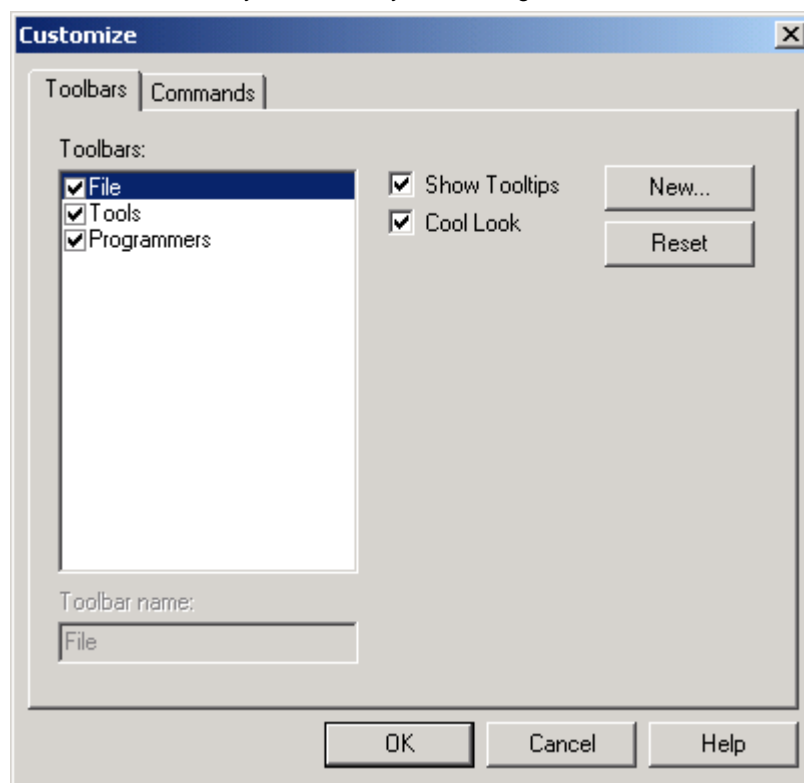 Customize
Toolbars Commands
Toolbars:
File
Tools
Programmers
Show Tooltips
Cool Look
New...
Reset
Toolbar name:
File
OK Cancel Help